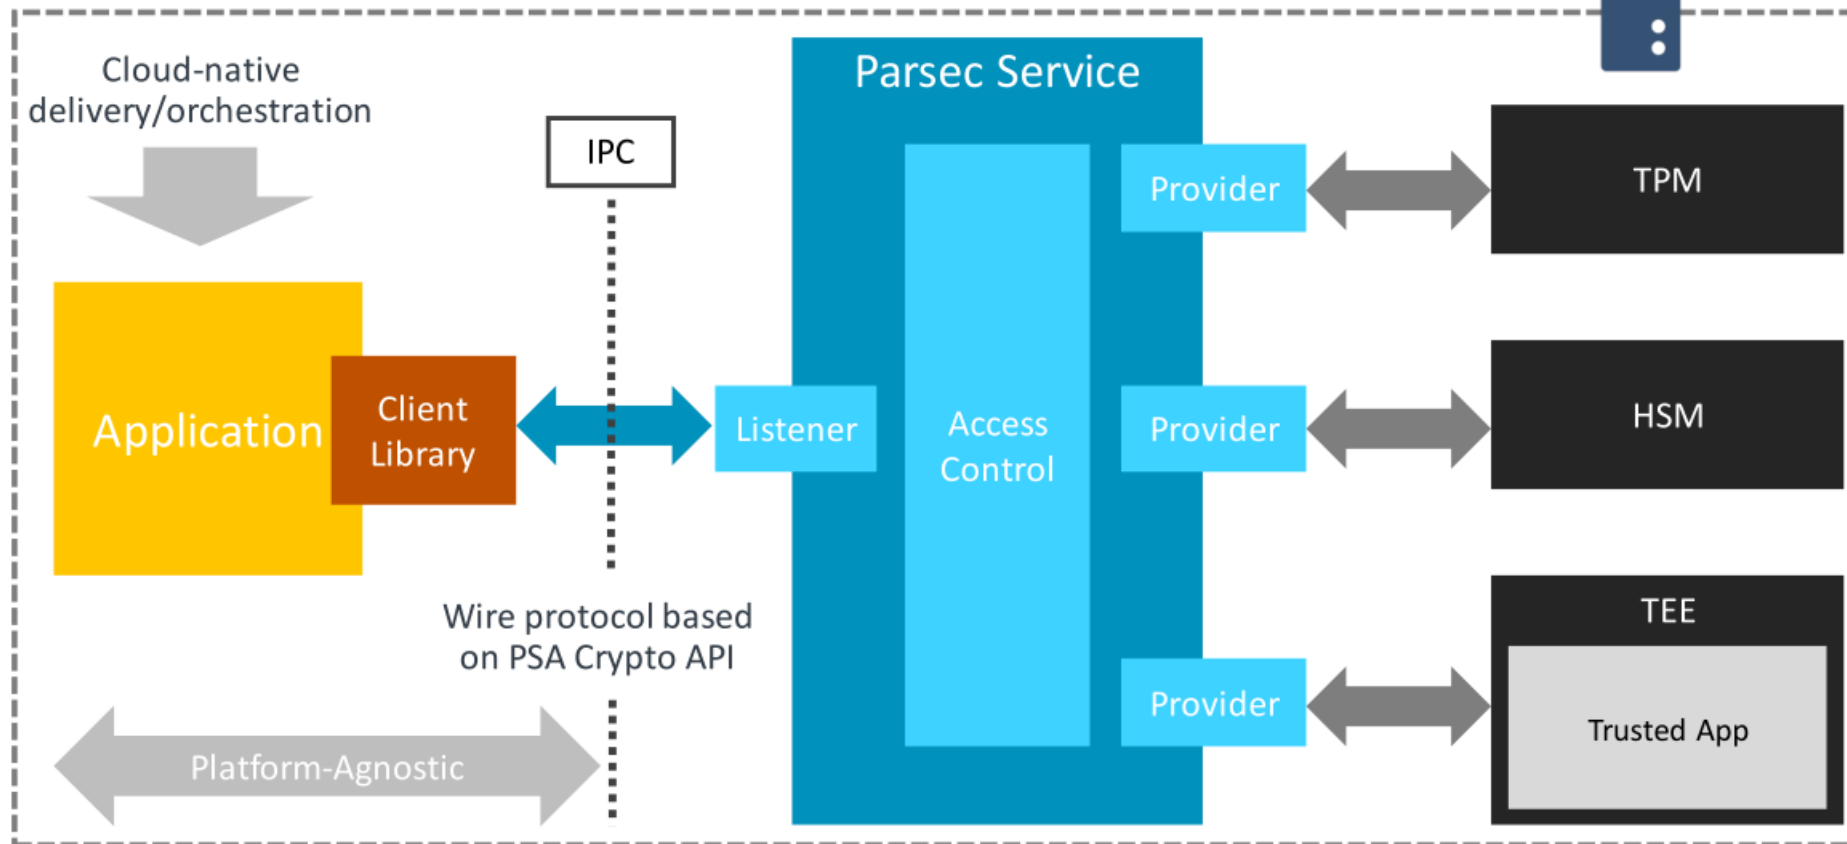 Cloud-native
delivery/orchestration
IPC
Parsec Service
Provider
TPM
Application
Client
Library
Listener
Access
Control
Provider
HSM
Wire protocol based
on PSA Crypto API
Provider
TEE
Trusted App
Platform-Agnostic